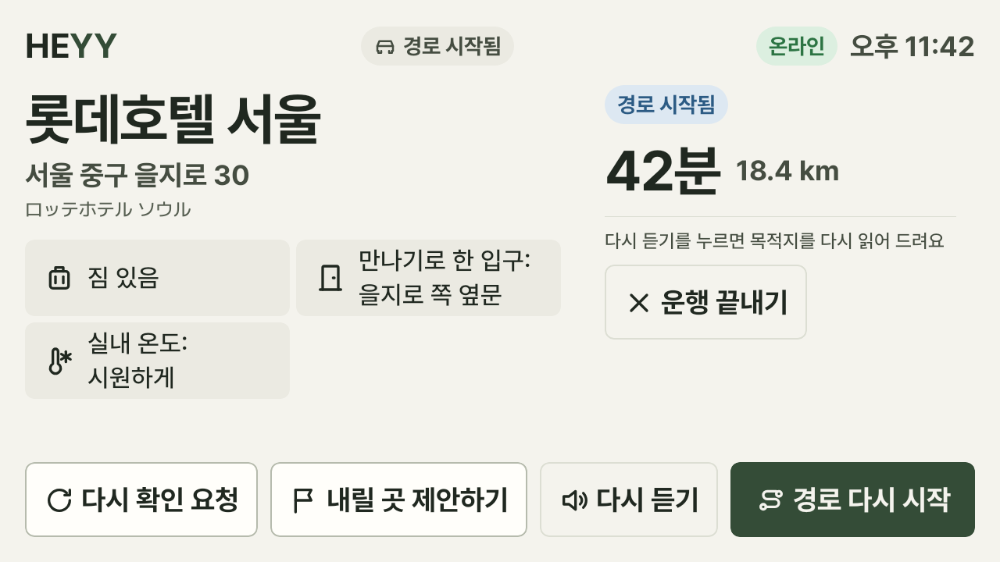 HEYY
경로 시작됨
온라인
오후 11:42
롯데호텔 서울
서울 중구 을지로 30
ロッテホテル ソウル
짐 있음
만나기로 한 입구:
을지로 쪽 옆문
실내 온도:
시원하게
경로 시작됨
42분 18.4 km
다시 듣기를 누르면 목적지를 다시 읽어 드려요
운행 끝내기
다시 확인 요청
내릴 곳 제안하기
다시 듣기
경로 다시 시작